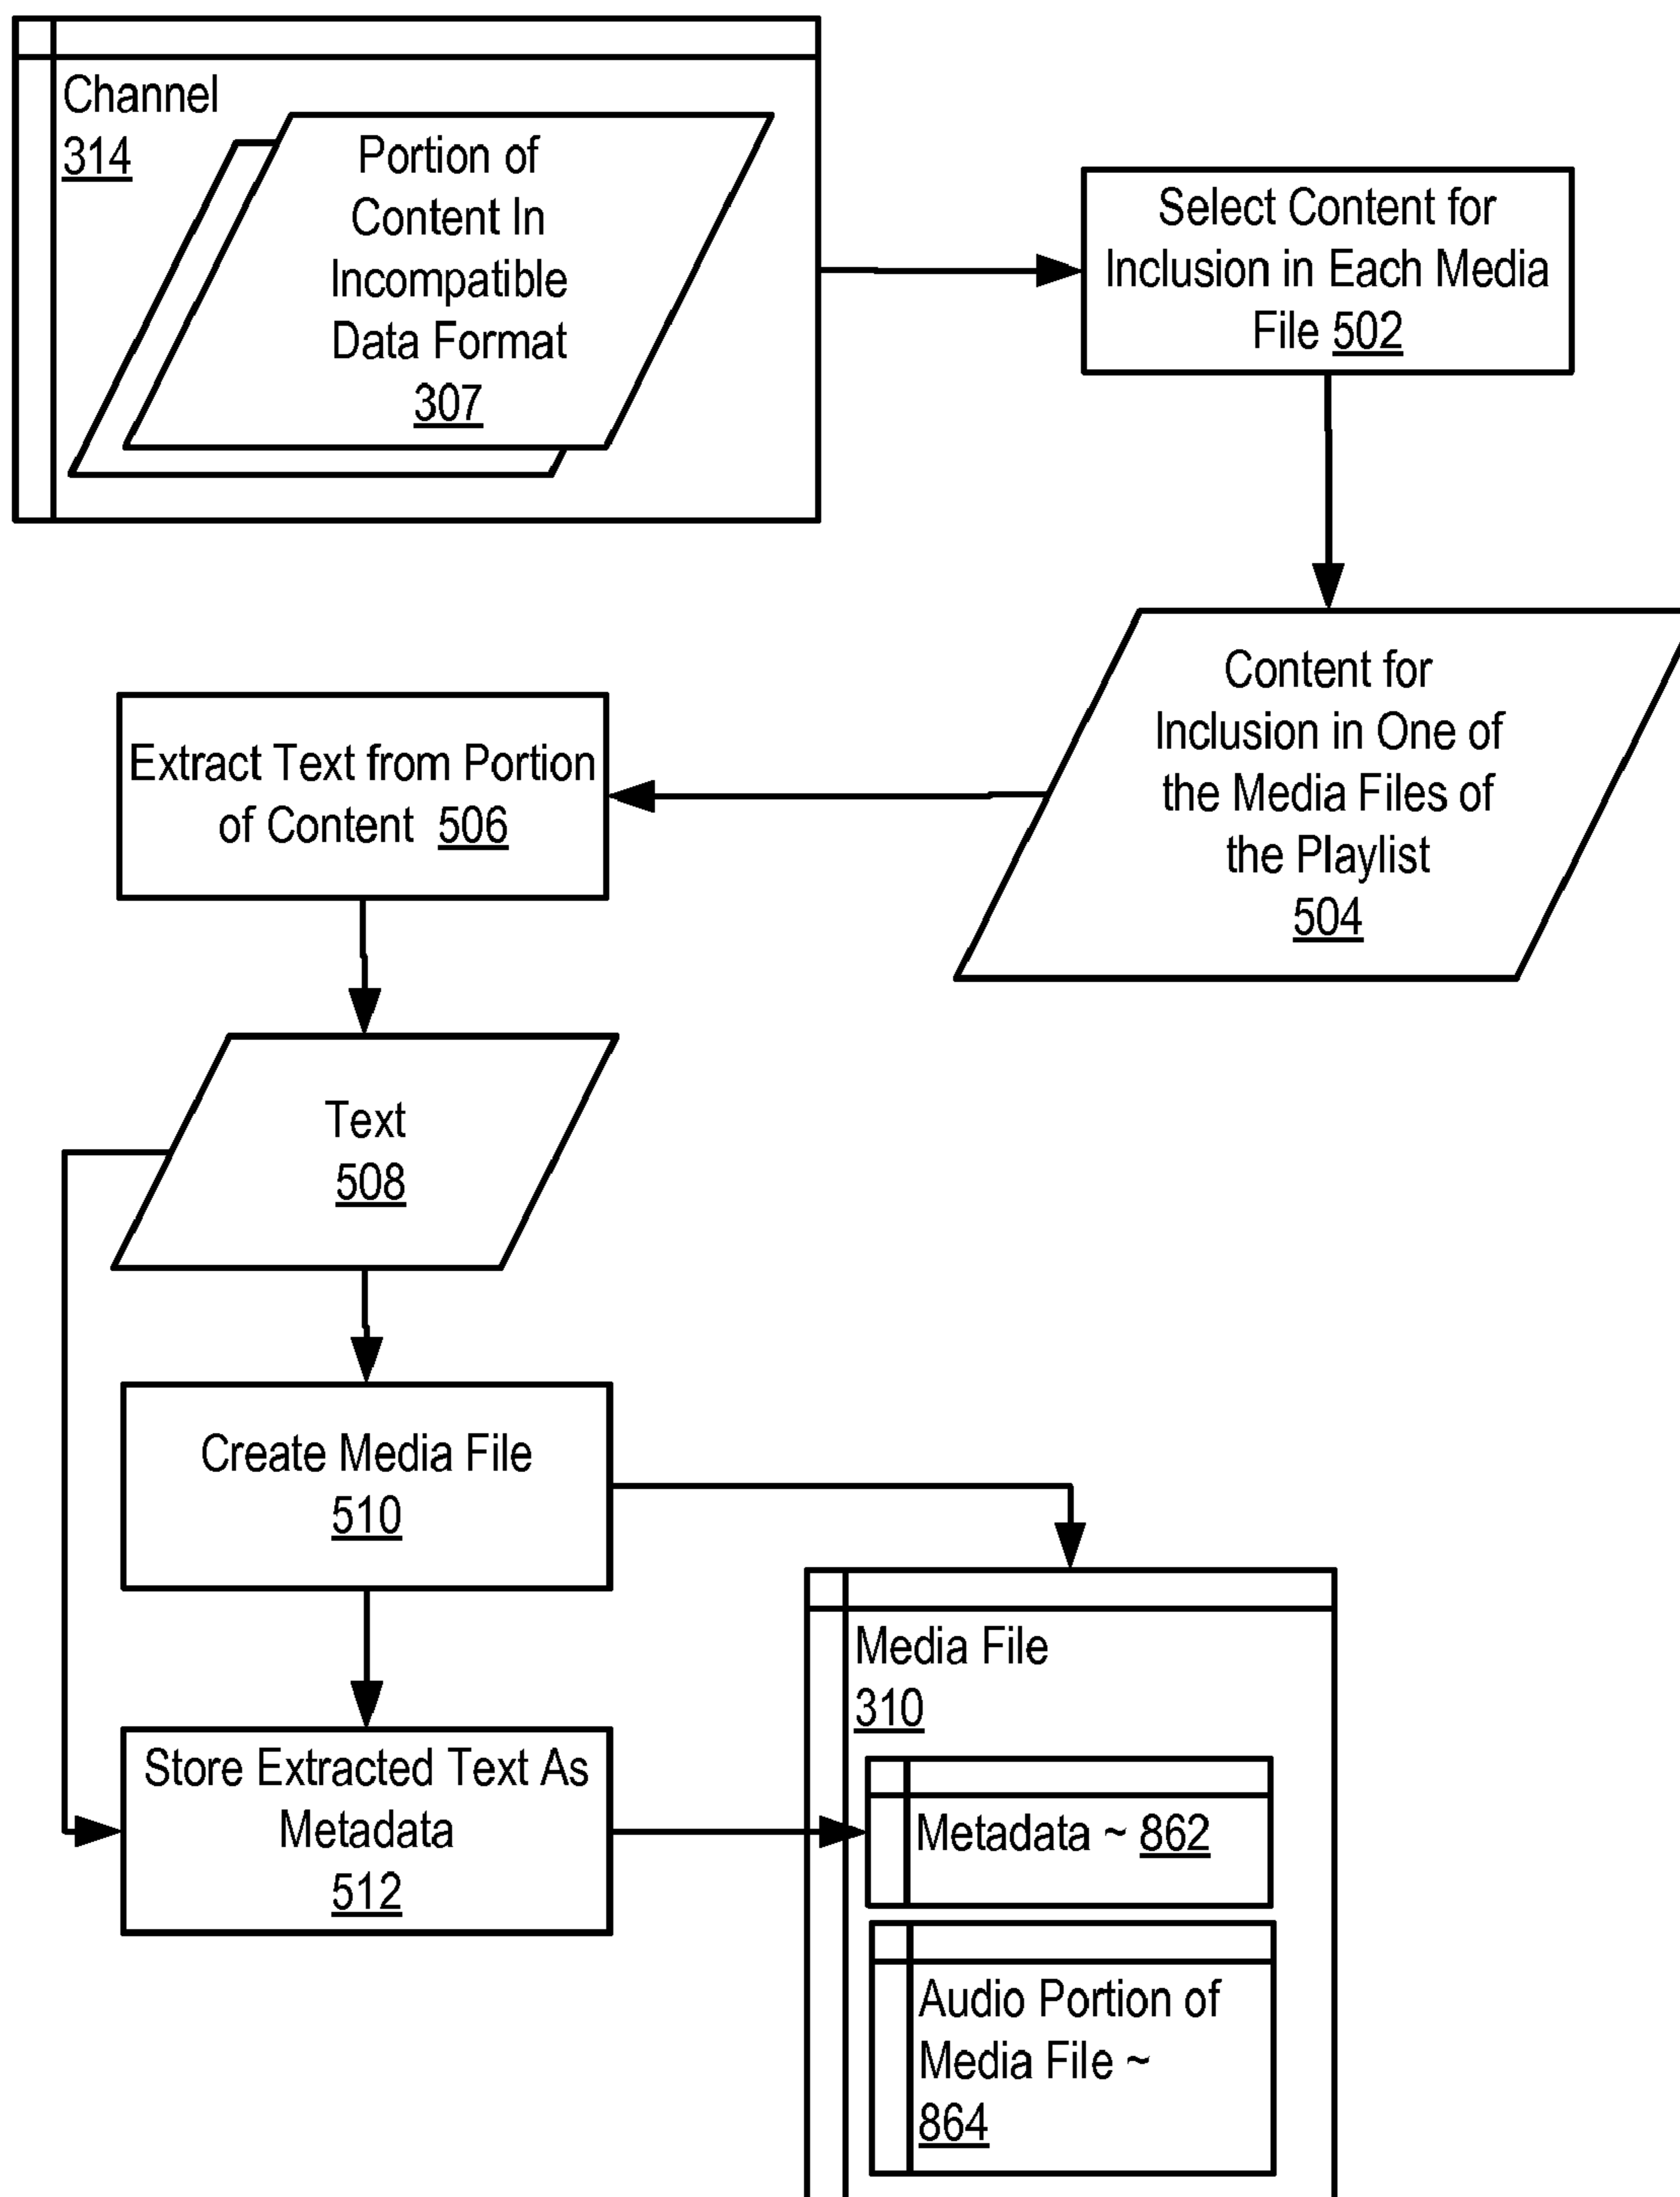 Channel
314
Portion of
Content In
Incompatible
Data Format
307
Select Content for
Inclusion in Each Media
File 502
Content for
Inclusion in One of
the Media Files of
the Playlist
504
Extract Text from Portion
of Content 506
Text
508
Create Media File
510
Store Extracted Text As
Metadata
512
Media File
310
Metadata ~ 862
Audio Portion of
Media File ~
864